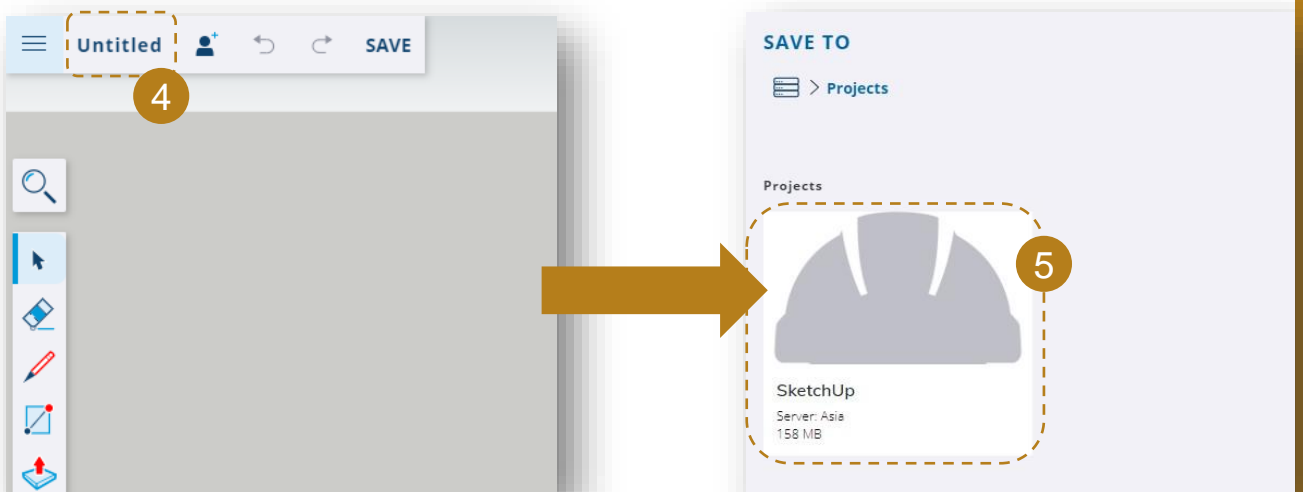 Untitled
SAVE
4
SAVE TO
> Projects
Projects
5
SketchUp
Server: Asia
158 MB